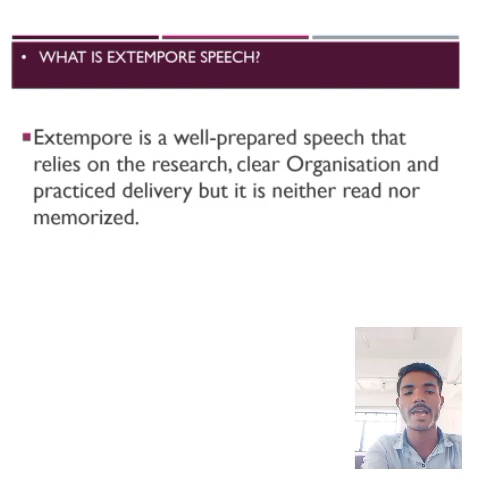 • WHAT IS EXTEMPORE SPEECH?
▪Extempore is a well-prepared speech that
relies on the research, clear Organisation and
practiced delivery but it is neither read nor
memorized.